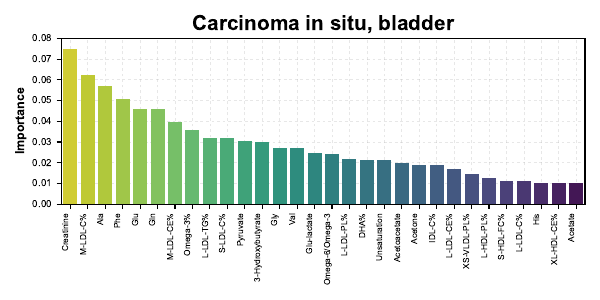 Carcinoma in situ, bladder
Importance
0.08
0.07
0.06
0.05
0.04
0.03
0.02
0.01
0.00
Creatinine
M-LDL-C%
Ala
Phe
Glu
Gln
M-LDL-CE%
Omega-3%
L-LDL-TG%
S-LDL-C%
Pyruvate
3-Hydroxybutyrate
Gly
Val
Glu-lactate
Omega-6/Omega-3
L-LDL-PL%
DHA%
Unsaturation
Acetoacetate
Acetone
IDL-C%
L-LDL-CE%
XS-VLDL-PL%
L-HDL-PL%
S-HDL-FC%
L-LDL-C%
His
XL-HDL-CE%
Acetate